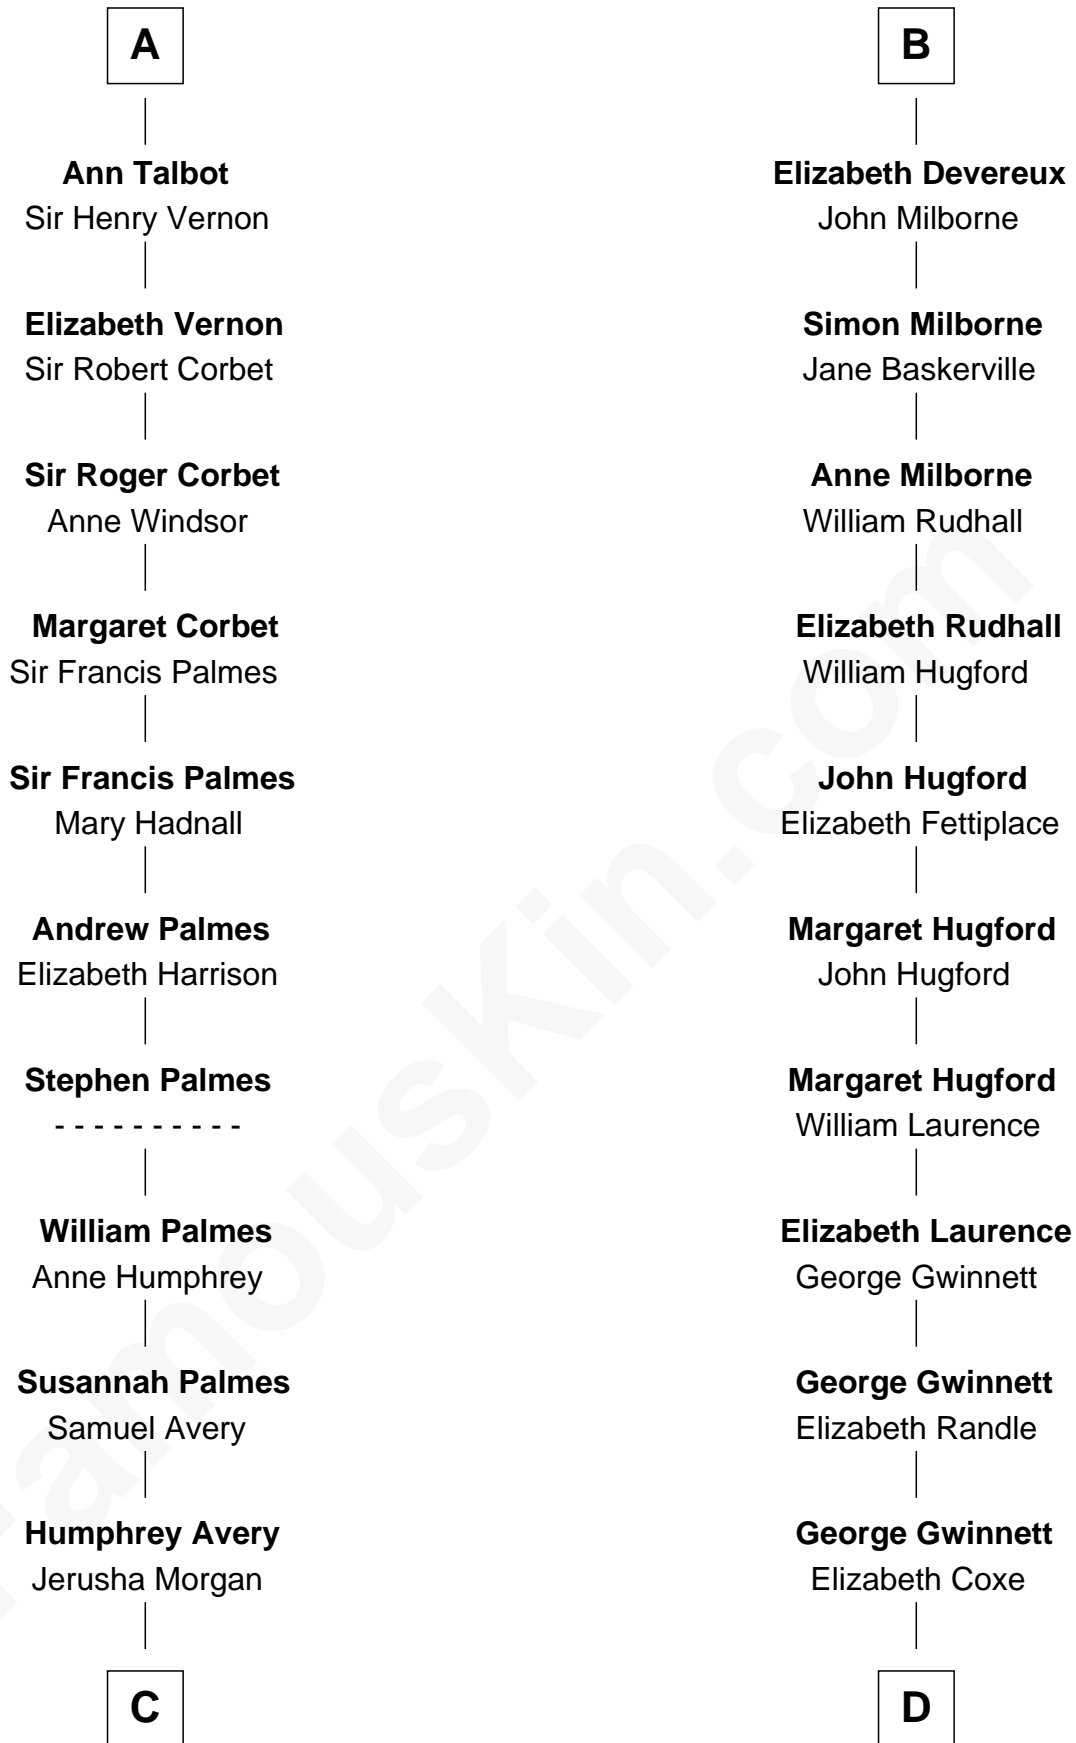 A
Ann Talbot
Sir Henry Vernon
Elizabeth Vernon
Sir Robert Corbet
Sir Roger Corbet
Anne Windsor
Margaret Corbet
Sir Francis Palmes
Sir Francis Palmes
Mary Hadnall
Andrew Palmes
Elizabeth Harrison
Stephen Palmes
- - - - - - - - - -
William Palmes
Anne Humphrey
Susannah Palmes
Samuel Avery
Humphrey Avery
Jerusha Morgan
C
B
Elizabeth Devereux
John Milborne
Simon Milborne
Jane Baskerville
Anne Milborne
William Rudhall
Elizabeth Rudhall
William Hugford
John Hugford
Elizabeth Fettiplace
Margaret Hugford
John Hugford
Margaret Hugford
William Laurence
Elizabeth Laurence
George Gwinnett
George Gwinnett
Elizabeth Randle
George Gwinnett
Elizabeth Coxe
D
FamousKin.com